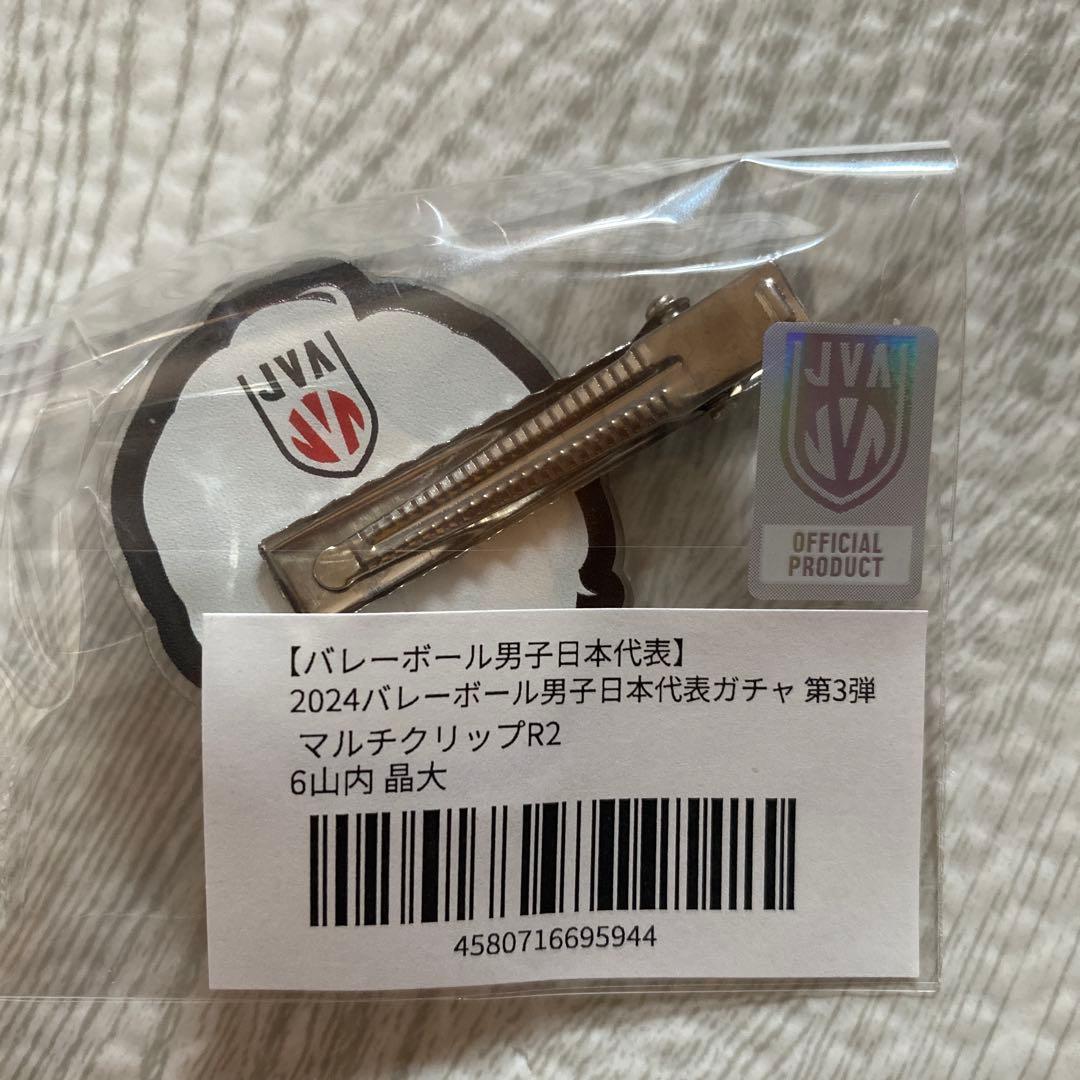 JVA
JVA
OFFICIAL
PRODUCT
【バレーボール男子日本代表】
2024バレーボール男子日本代表ガチャ 第3弾
マルチクリップR2
6山内 晶大
4580716695944